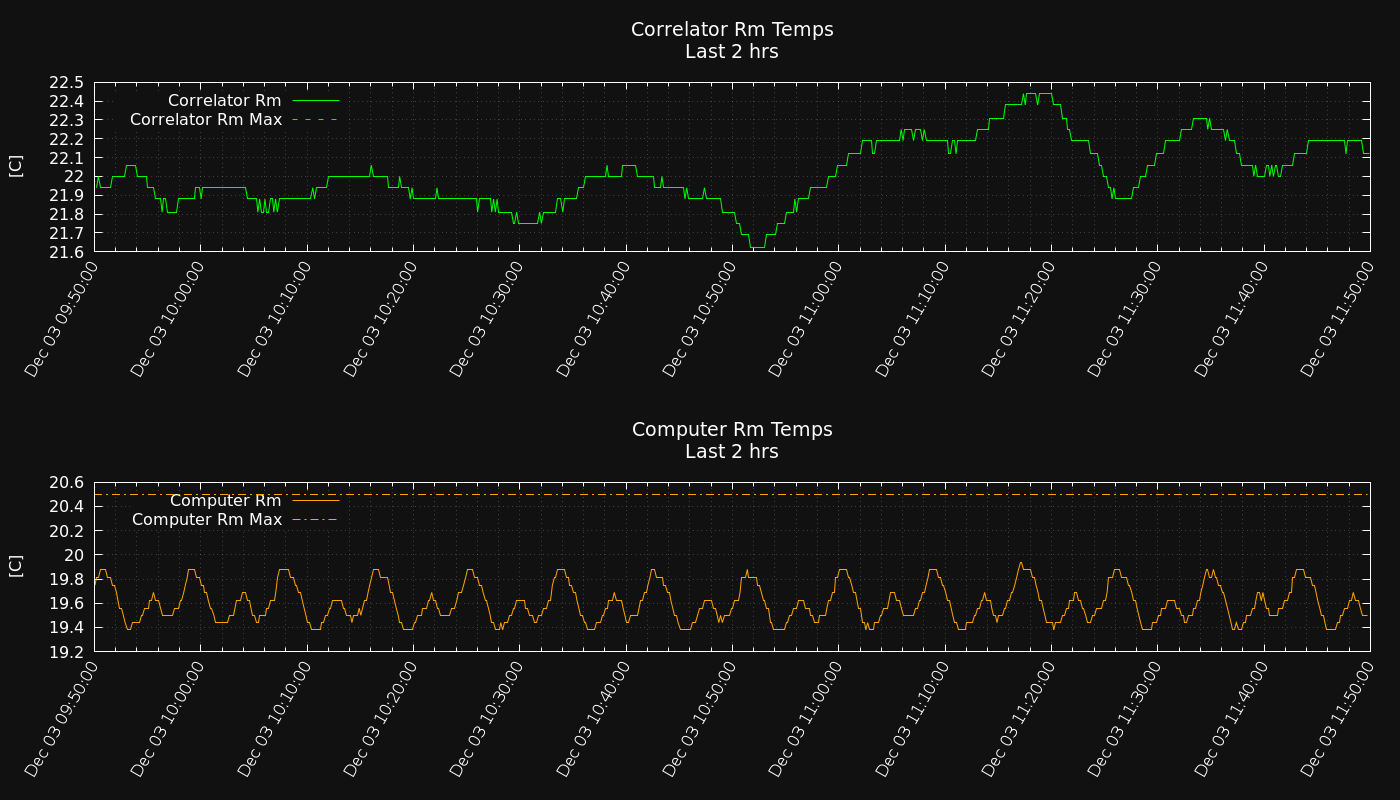 Correlator Rm Temps
Last 2 hrs
22.5
22.4
22.3
22.2
22.1
22
21.9
21.8
21.7
21.6
[C]
Correlator Rm
Correlator Rm Max
Dec 03 09:50:00
Dec 03 10:00:00
Dec 03 10:10:00
Dec 03 10:20:00
Dec 03 10:30:00
Dec 03 10:40:00
Dec 03 10:50:00
Dec 03 11:00:00
Dec 03 11:10:00
Dec 03 11:20:00
Dec 03 11:30:00
Dec 03 11:40:00
Dec 03 11:50:00
Computer Rm Temps
Last 2 hrs
20.6
20.4
20.2
20
19.8
19.6
19.4
19.2
[C]
Computer Rm
Computer Rm Max
Dec 03 09:50:00
Dec 03 10:00:00
Dec 03 10:10:00
Dec 03 10:20:00
Dec 03 10:30:00
Dec 03 10:40:00
Dec 03 10:50:00
Dec 03 11:00:00
Dec 03 11:10:00
Dec 03 11:20:00
Dec 03 11:30:00
Dec 03 11:40:00
Dec 03 11:50:00